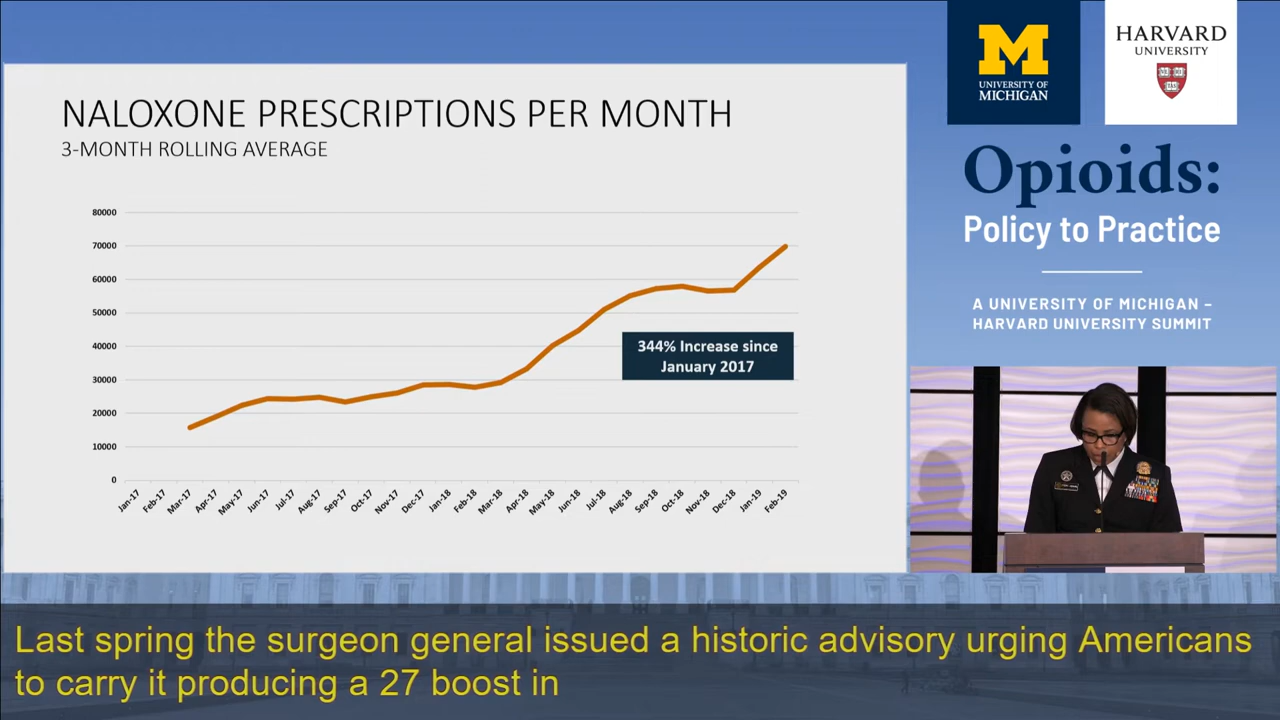 NALOXONE PRESCRIPTIONS PER MONTH
3-MONTH ROLLING AVERAGE
80000
70000
60000
50000
40000
30000
20000
10000
0
344% Increase since
January 2017
Jan-17
Feb-17
Mar-17
Apr-17
May-17
Jun-17
Jul-17
Aug-17
Sep-17
Oct-17
Nov-17
Dec-17
Jan-18
Feb-18
Mar-18
Apr-18
May-18
Jun-18
Jul-18
Aug-18
Sep-18
Oct-18
Nov-18
Dec-18
Jan-19
Feb-19
M
UNIVERSITY OF
MICHIGAN
HARVARD
UNIVERSITY
Opioids:
Policy to Practice
A UNIVERSITY OF MICHIGAN –
HARVARD UNIVERSITY SUMMIT
Last spring the surgeon general issued a historic advisory urging Americans
to carry it producing a 27 boost in